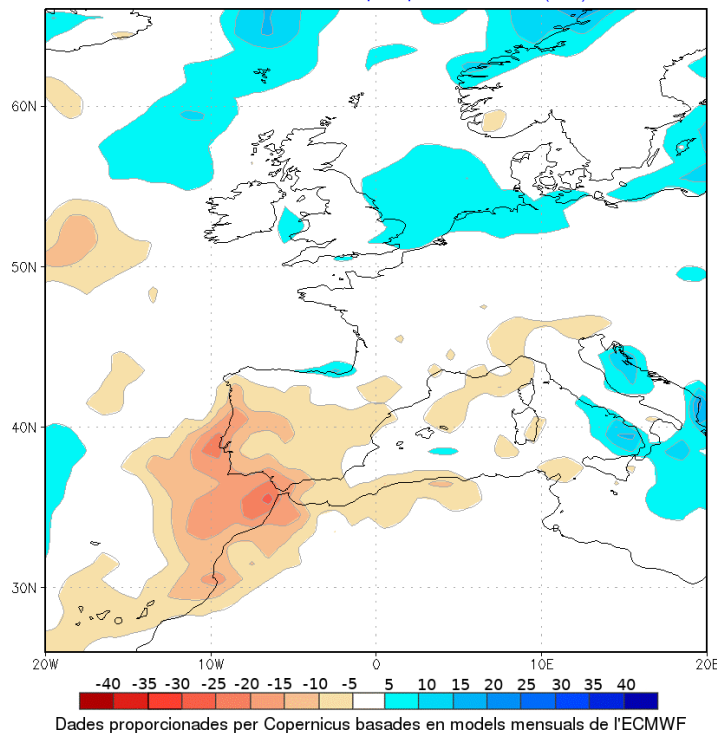 60N
50N
40N
30N
20W 10W 0 10E 20E
-40 -35 -30 -25 -20 -15 -10 -5 5 10 15 20 25 30 35 40
Dades proporcionades per Copernicus basades en models mensuals de l'ECMWF